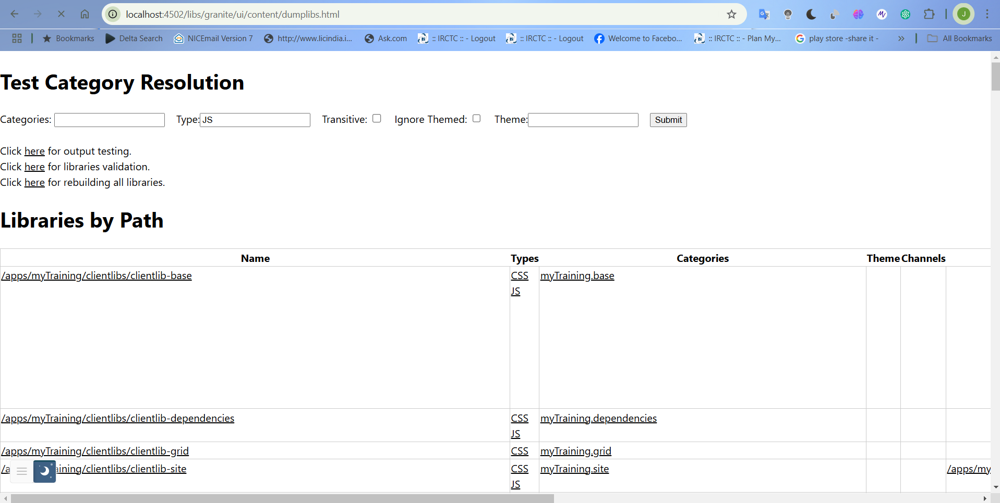 localhost:4502/libs/granite/ui/content/dumplibs.html
J
Bookmarks Delta Search NICEmail Version 7 http://www.licindia.i... Ask.com :: IRCTC :: - Logout :: IRCTC :: - Logout Welcome to Facebo... :: IRCTC :: - Plan My... play store -share it - » All Bookmarks
Test Category Resolution
Categories: Type: JS Transitive: Ignore Themed: Theme: Submit
Click here for output testing.
Click here for libraries validation.
Click here for rebuilding all libraries.
Libraries by Path
Name Types Categories Theme Channels
/apps/myTraining/clientlibs/clientlib-base CSS myTraining.base
JS
/apps/myTraining/clientlibs/clientlib-dependencies CSS myTraining.dependencies
JS
/apps/myTraining/clientlibs/clientlib-grid CSS myTraining.grid
/a aining/clientlibs/clientlib-site CSS myTraining.site /apps/my
JS